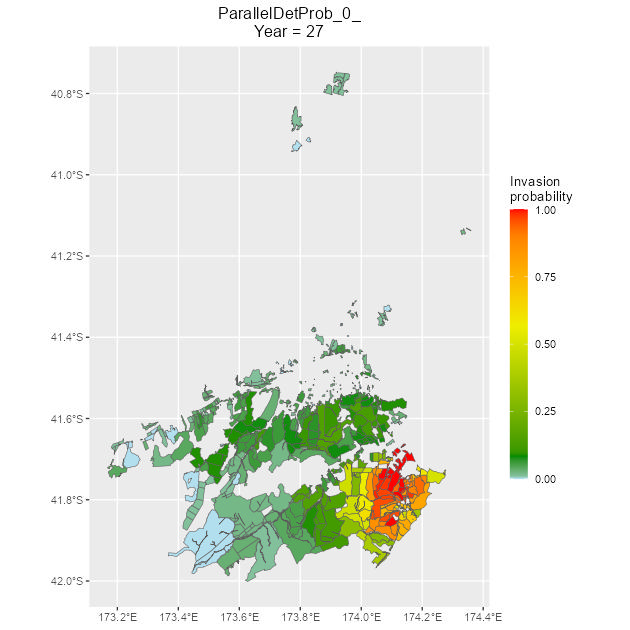 ParallelDetProb_0_
Year = 27
40.8°S
41.0°S
41.2°S
41.4°S
41.6°S
41.8°S
42.0°S
173.2°E
173.4°E
173.6°E
173.8°E
174.0°E
174.2°E
174.4°E
Invasion
probability
1.00
0.75
0.50
0.25
0.00